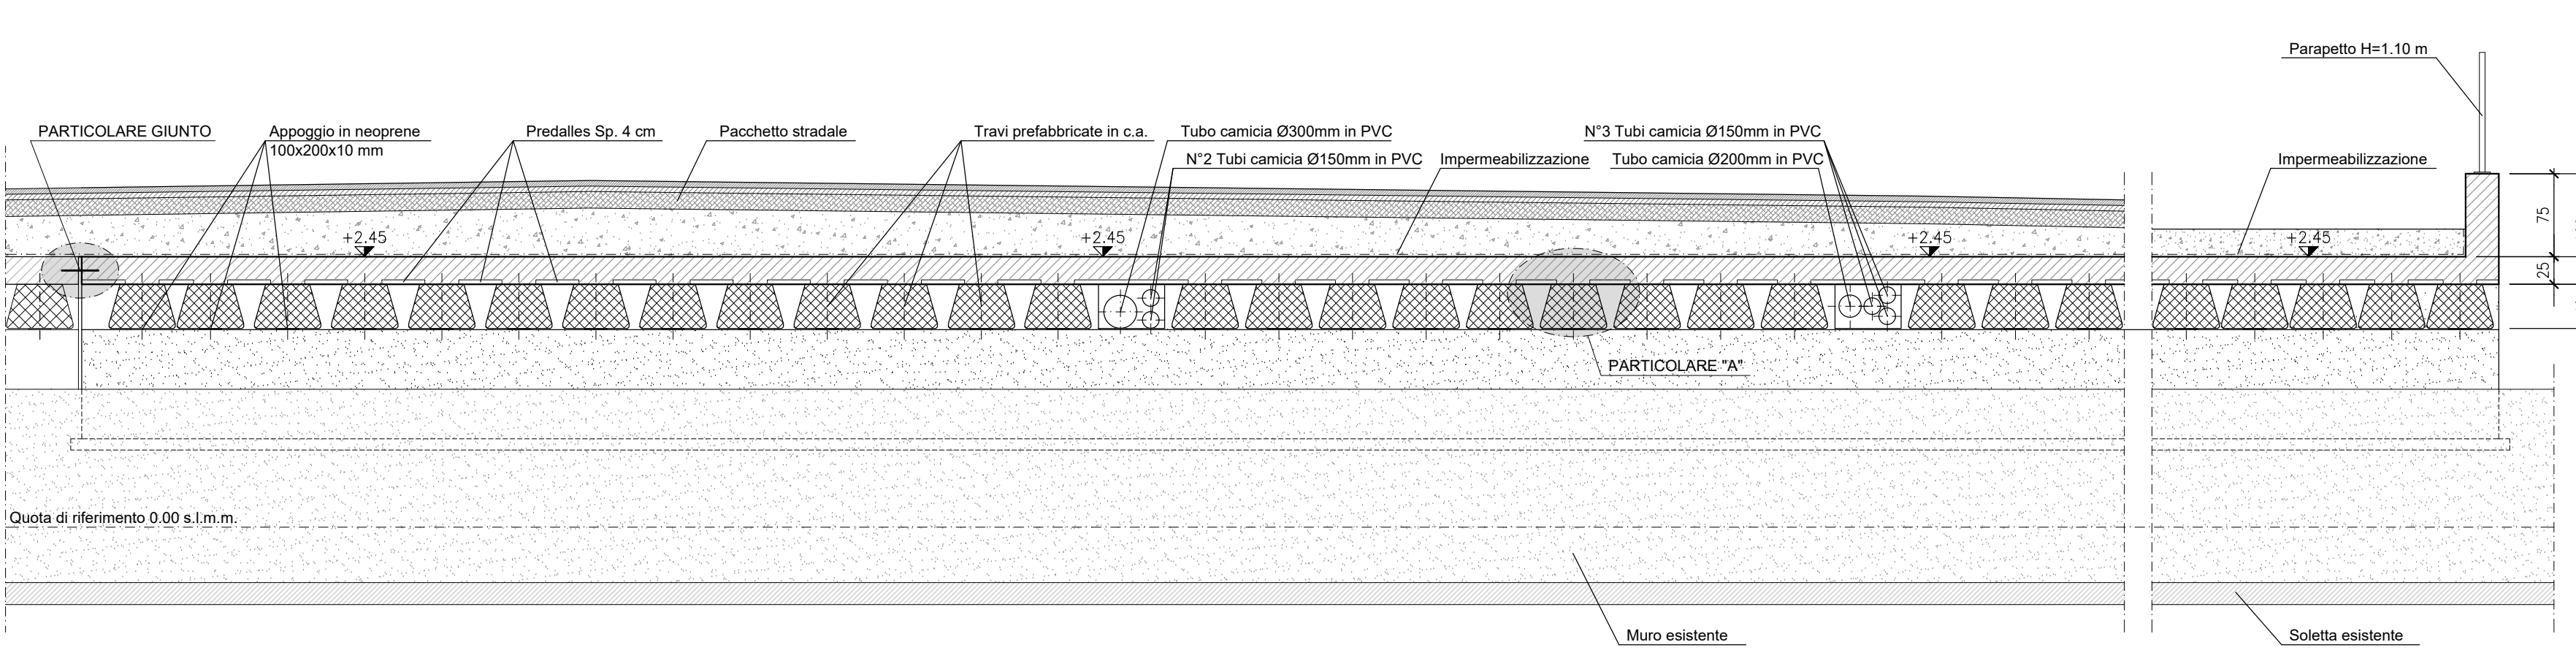 Parapetto H=1.10 m
PARTICOLARE GIUNTO
Appoggio in neoprene
100x200x10 mm
Predalles Sp. 4 cm
Pacchetto stradale
Travi prefabbricate in c.a.
Tubo camicia Ø300mm in PVC
N°2 Tubi camicia Ø150mm in PVC
Impermeabilizzazione
N°3 Tubi camicia Ø150mm in PVC
Tubo camicia Ø200mm in PVC
Impermeabilizzazione
+2.45
+2.45
+2.45
+2.45
75
25
PARTICOLARE "A"
Quota di riferimento 0.00 s.l.m.m.
Muro esistente
Soletta esistente